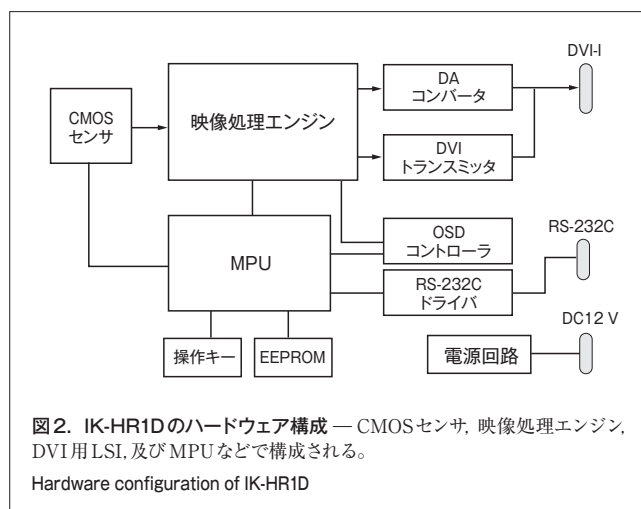 DVI-I
DA
コンバータ
CMOS
センサ
映像処理エンジン
DVI
トランスミッタ
OSD
コントローラ
RS-232C
MPU
RS-232C
ドライバ
DC12 V
操作キー
EEPROM
電源回路
図2. IK-HR1Dのハードウェア構成 — CMOSセンサ, 映像処理エンジン,
DVI用LSI, 及びMPUなどで構成される。
Hardware configuration of IK-HR1D